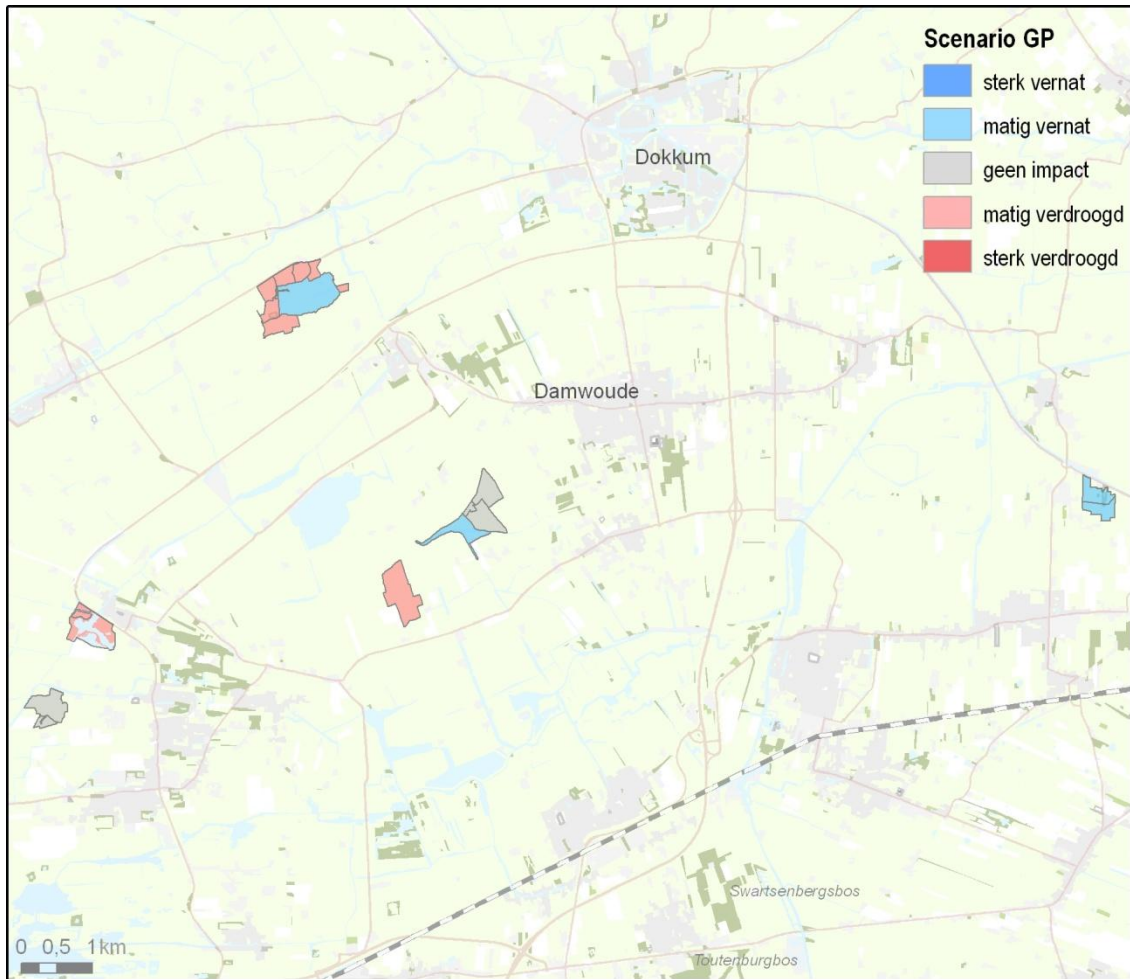 Scenario GP
sterk vernat
matig vernat
geen impact
matig verdroogd
sterk verdroogd
Dokkum
Damwoude
Swartsenbergsbos
Toutenburgbos
0 0,5 1km